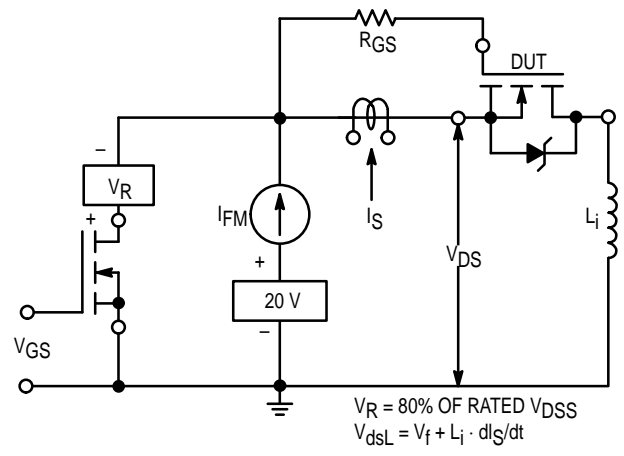 RGS
DUT
–
VR
+
IFM
IS
Li
VDS
+
20 V
–
VGS
VR = 80% OF RATED VDSS
VdsL = Vf + Li · dIS/dt